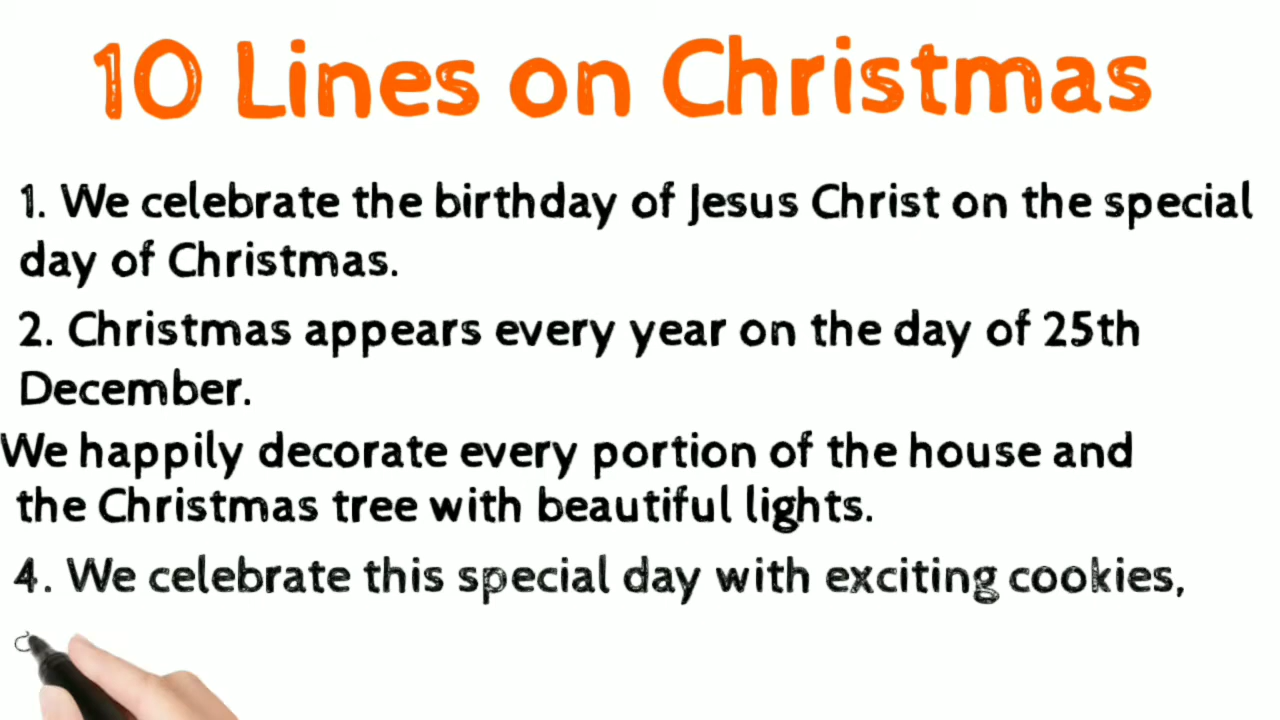 10 Lines on Christmas
1. We celebrate the birthday of Jesus Christ on the special
day of Christmas.
2. Christmas appears every year on the day of 25th
December.
We happily decorate every portion of the house and
the Christmas tree with beautiful lights.
4. We celebrate this special day with exciting cookies,